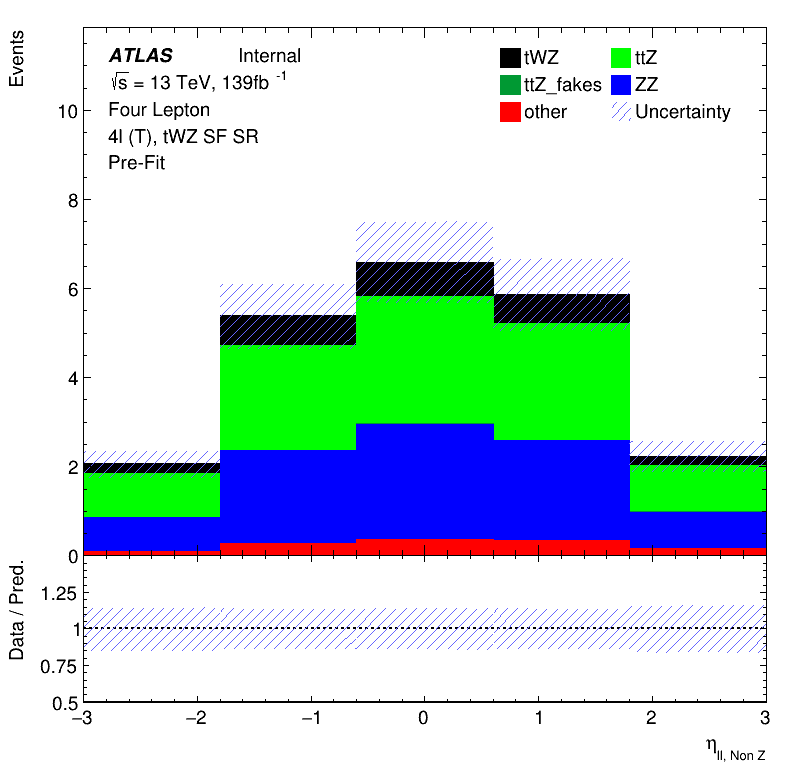 Events
ATLAS Internal
√s = 13 TeV, 139fb -1
Four Lepton
4l (T), tWZ SF SR
Pre-Fit
tWZ
ttZ
ttZ_fakes
ZZ
other
Uncertainty
10
8
6
4
2
0
Data / Pred.
1.25
1
0.75
0.5
−3 −2 −1 0 1 2 3
η ll, Non Z